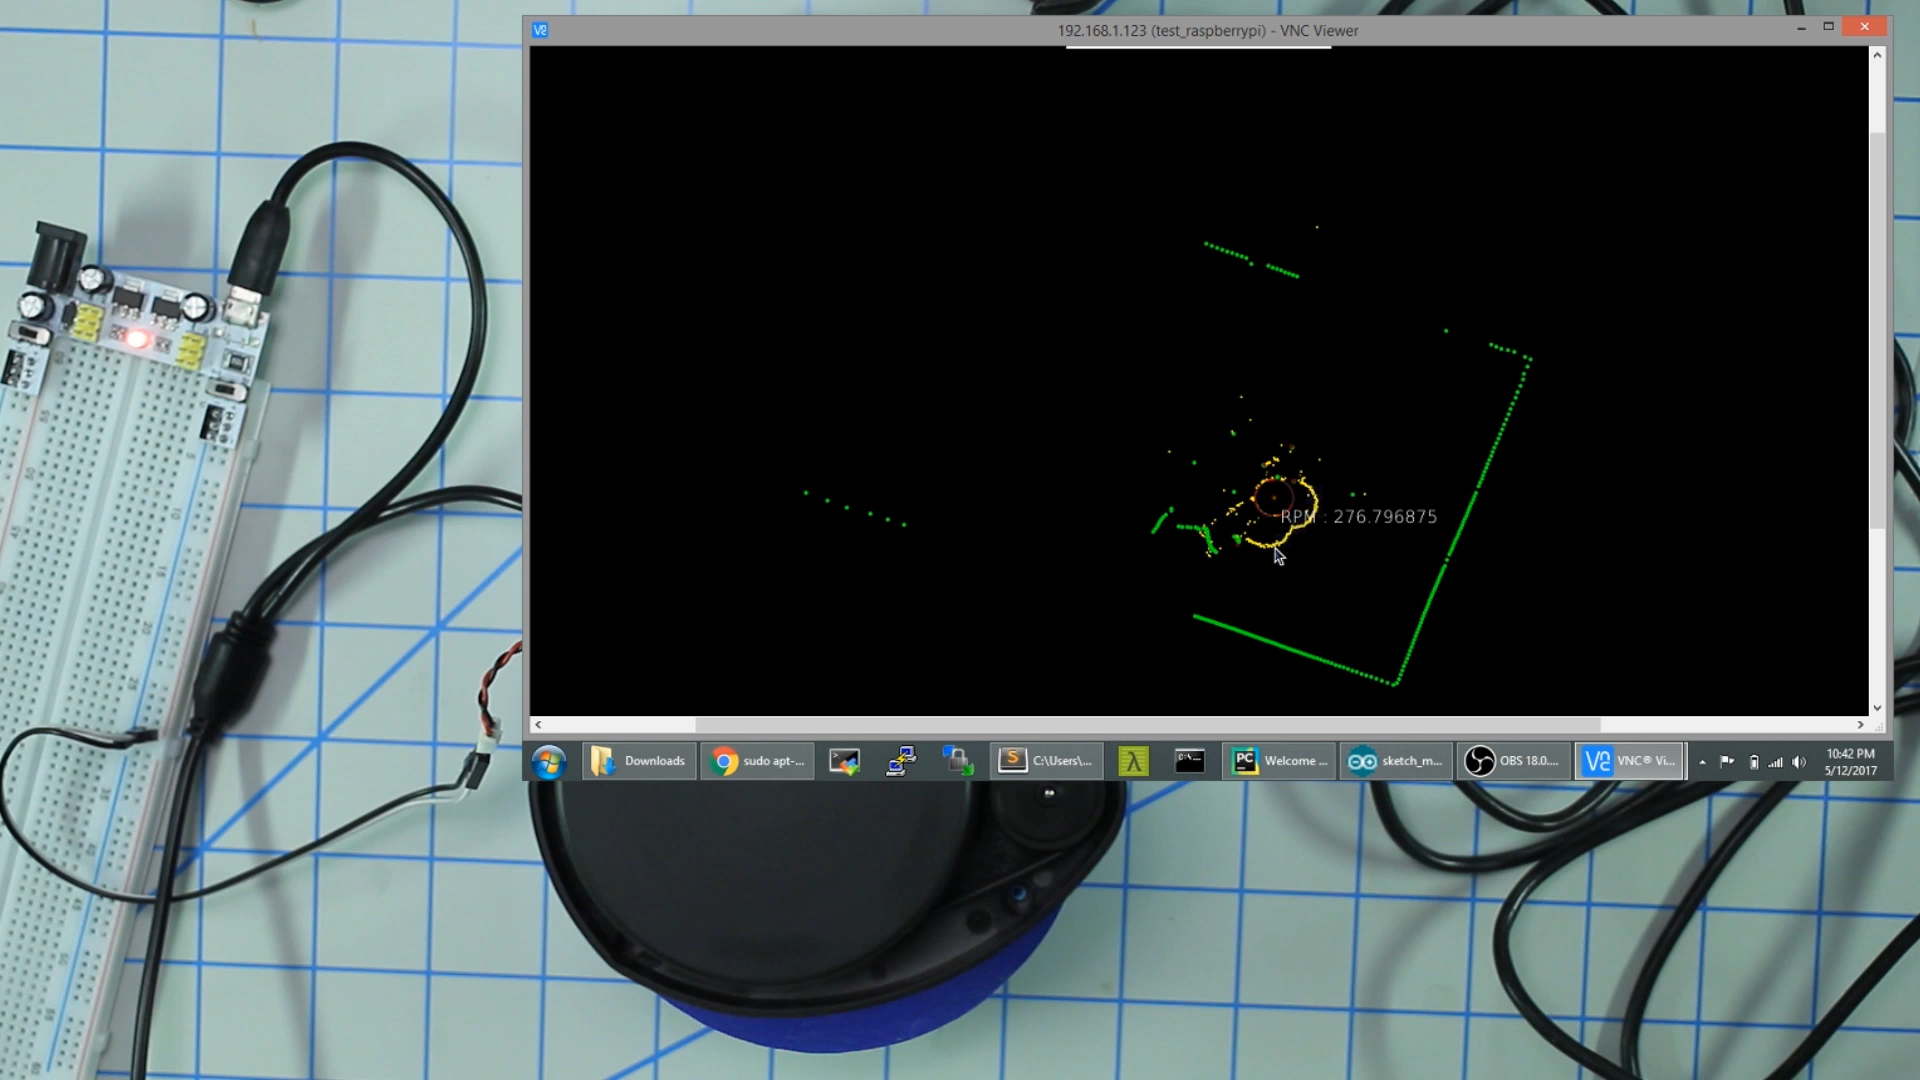 192.168.1.123 (test_raspberrypi) - VNC Viewer
RPM : 276.796875
Downloads
sudo apt-...
C:\Users\...
Welcome ...
sketch_m...
OBS 18.0....
VNC® Vi...
10:42 PM
5/12/2017